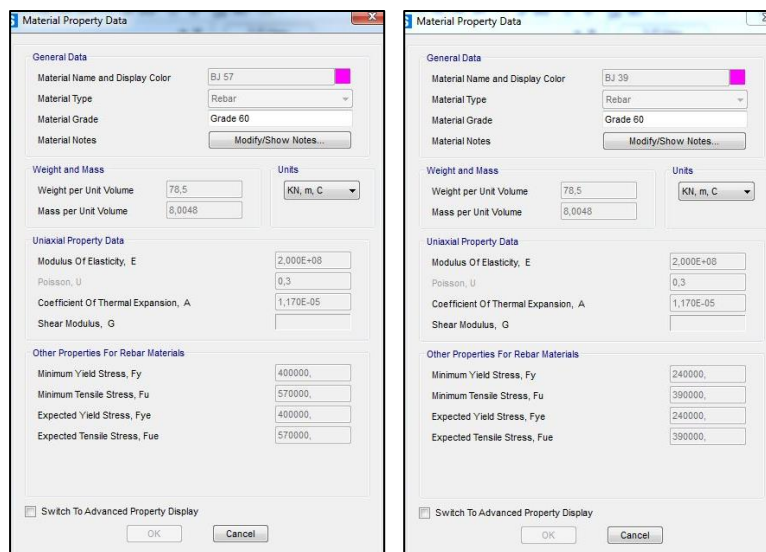 Material Property Data
General Data
Material Name and Display Color BJ 57
Material Type Rebar
Material Grade Grade 60
Material Notes Modify/Show Notes...
Weight and Mass Units
Weight per Unit Volume 78,5 KN, m, C
Mass per Unit Volume 8,0048
Uniaxial Property Data
Modulus Of Elasticity, E 2,000E+08
Poisson, U 0,3
Coefficient Of Thermal Expansion, A 1,170E-05
Shear Modulus, G
Other Properties For Rebar Materials
Minimum Yield Stress, Fy 400000,
Minimum Tensile Stress, Fu 570000,
Expected Yield Stress, Fye 400000,
Expected Tensile Stress, Fue 570000,
Switch To Advanced Property Display
OK Cancel
Material Property Data
General Data
Material Name and Display Color BJ 39
Material Type Rebar
Material Grade Grade 60
Material Notes Modify/Show Notes...
Weight and Mass Units
Weight per Unit Volume 78,5 KN, m, C
Mass per Unit Volume 8,0048
Uniaxial Property Data
Modulus Of Elasticity, E 2,000E+08
Poisson, U 0,3
Coefficient Of Thermal Expansion, A 1,170E-05
Shear Modulus, G
Other Properties For Rebar Materials
Minimum Yield Stress, Fy 240000,
Minimum Tensile Stress, Fu 390000,
Expected Yield Stress, Fye 240000,
Expected Tensile Stress, Fue 390000,
Switch To Advanced Property Display
OK Cancel